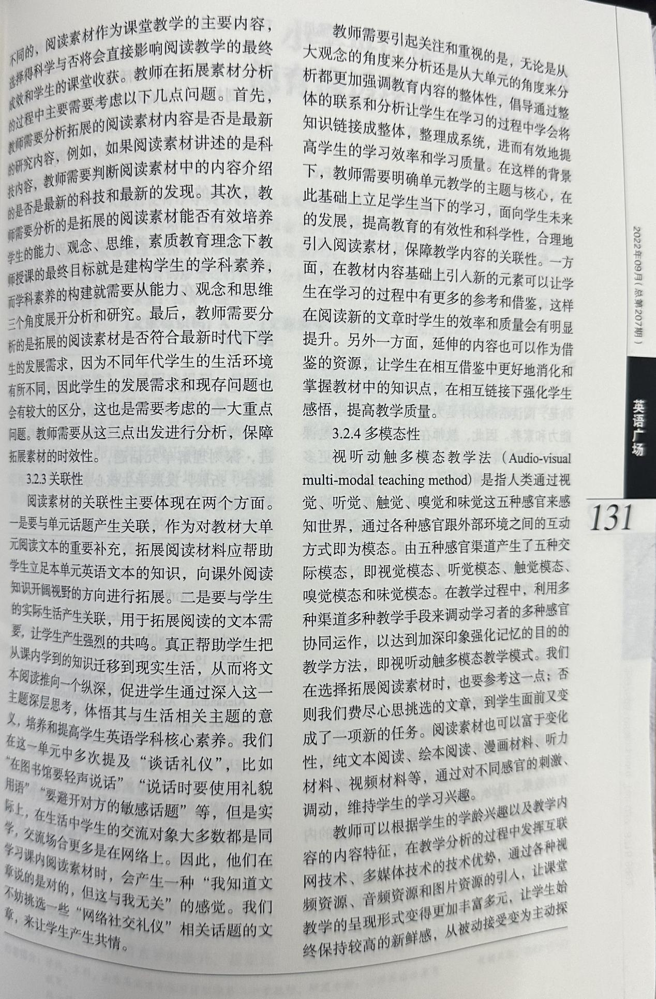 不同的，阅读素材作为课堂教学的主要内容，
选择得科学与否将会直接影响阅读教学的最终
成效和学生的课堂收获。教师在拓展素材分析
的过程中主要需要考虑以下几点问题。首先，
教师需要分析拓展的阅读素材内容是否是最新
的研究内容，例如，如果阅读素材讲述的是科
技内容，教师需要判断阅读素材中的内容介绍
的是否是最新的科技和最新的发现。其次，教
师需要分析的是拓展的阅读素材能否有效培养
学生的能力、观念、思维，素质教育理念下教
师授课的最终目标就是建构学生的学科素养，
而学科素养的构建就需要从能力、观念和思维
三个角度展开分析和研究。最后，教师需要分
析的是拓展的阅读素材是否符合最新时代下学
生的发展需求，因为不同年代学生的生活环境
有所不同，因此学生的发展需求和现存问题也
会有较大的区分，这也是需要考虑的一大重点
问题。教师需要从这三点出发进行分析，保障
拓展素材的时效性。
3.2.3 关联性
阅读素材的关联性主要体现在两个方面。
一是要与单元话题产生关联，作为对教材大单
元阅读文本的重要补充，拓展阅读材料应帮助
学生立足本单元英语文本的知识，向课外阅读
知识开阔视野的方向进行拓展。二是要与学生
的实际生活产生关联，用于拓展阅读的文本需
要，让学生产生强烈的共鸣。真正帮助学生把
从课内学到的知识迁移到现实生活，从而将文
本阅读推向一个纵深，促进学生通过深入这一
主题深层思考，体悟其与生活相关主题的意
义，培养和提高学生英语学科核心素养。我们
在这一单元中多次提及“谈话礼仪”，比如
“在图书馆要轻声说话”“说话时要使用礼貌
用语”“要避开对方的敏感话题”等，但是实
际上，在生活中学生的交流对象大多数都是同
学，交流场合更多是在网络上。因此，他们在
学习课内阅读素材时，会产生一种“我知道文
章说的是对的，但这与我无关”的感觉。我们
不妨挑选一些“网络社交礼仪”相关话题的文
章，来让学生产生共情。
教师需要引起关注和重视的是，无论是从
大观念的角度来分析还是从大单元的角度来分
析都更加强调教育内容的整体性，倡导通过整
体的联系和分析让学生在学习的过程中学会将
知识链接成整体，整理成系统，进而有效地提
高学生的学习效率和学习质量。在这样的背景
下，教师需要明确单元教学的主题与核心，在
此基础上立足学生当下的学习，面向学生未来
的发展，提高教育的有效性和科学性，合理地
引入阅读素材，保障教学内容的关联性。一方
面，在教材内容基础上引入新的元素可以让学
生在学习的过程中有更多的参考和借鉴，这样
在阅读新的文章时学生的效率和质量会有明显
提升。另外一方面，延伸的内容也可以作为借
鉴的资源，让学生在相互借鉴中更好地消化和
掌握教材中的知识点，在相互链接下强化学生
感悟，提高教学质量。
3.2.4 多模态性
视听动触多模态教学法（Audio-visual
multi-modal teaching method）是指人类通过视
觉、听觉、触觉、嗅觉和味觉这五种感官来感
知世界，通过各种感官跟外部环境之间的互动
方式即为模态。由五种感官渠道产生了五种交
际模态，即视觉模态、听觉模态、触觉模态、
嗅觉模态和味觉模态。在教学过程中，利用多
种渠道多种教学手段来调动学习者的多种感官
协同运作，以达到加深印象强化记忆的目的的
教学方法，即视听动触多模态教学模式。我们
在选择拓展阅读素材时，也要参考这一点；否
则我们费尽心思挑选的文章，到学生面前又变
成了一项新的任务。阅读素材也可以富于变化
性，纯文本阅读、绘本阅读、漫画材料、听力
材料、视频材料等，通过对不同感官的刺激、
调动，维持学生的学习兴趣。
教师可以根据学生的学龄兴趣以及教学内
容的内容特征，在教学分析的过程中发挥互联
网技术、多媒体技术的技术优势，通过各种视
频资源、音频资源和图片资源的引入，让课堂
教学的呈现形式变得更加丰富多元，让学生始
终保持较高的新鲜感，从被动接受变为主动探
2022年09月(总第207期)
英语广场
131